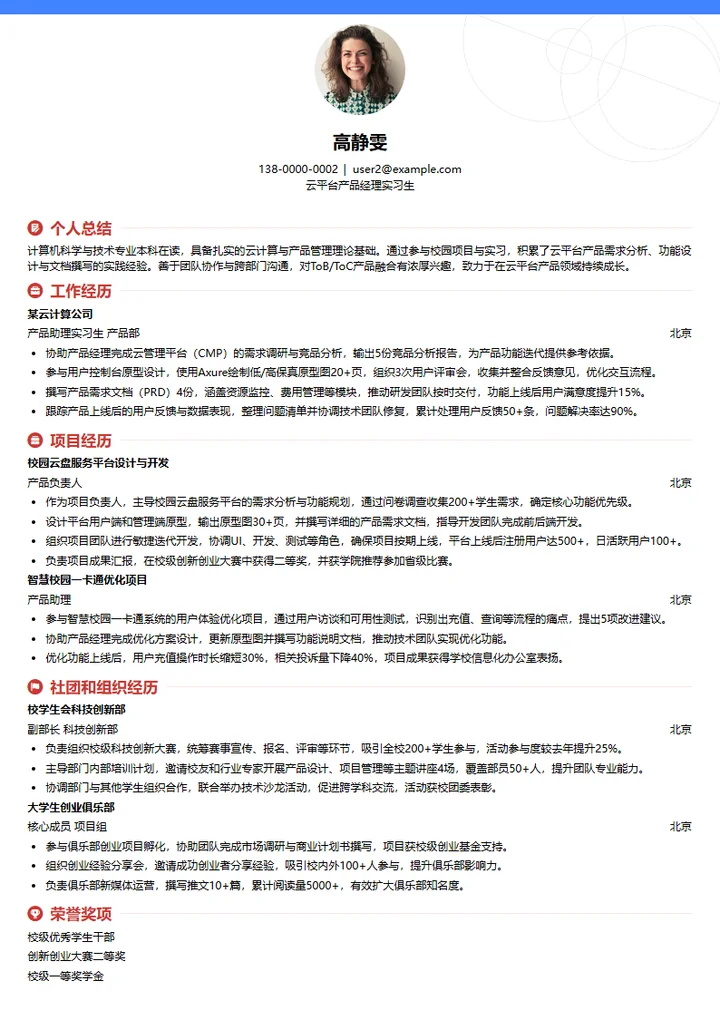 高静雯
138-0000-0002 | user2@example.com
云平台产品经理实习生
个人总结
计算机科学与技术专业本科在读，具备扎实的云计算与产品管理理论基础。通过参与校园项目与实习，积累了云平台产品需求分析、功能设
计与文档撰写的实践经验。善于团队协作与跨部门沟通，对ToB/ToC产品融合有浓厚兴趣，致力于在云平台产品领域持续成长。
工作经历
某云计算公司
产品助理实习生 产品部 北京
• 协助产品经理完成云管理平台（CMP）的需求调研与竞品分析，输出5份竞品分析报告，为产品功能迭代提供参考依据。
• 参与用户控制台原型设计，使用Axure绘制低/高保真原型图20+页，组织3次用户评审会，收集并整合反馈意见，优化交互流程。
• 撰写产品需求文档（PRD）4份，涵盖资源监控、费用管理等模块，推动研发团队按时交付，功能上线后用户满意度提升15%。
• 跟踪产品上线后的用户反馈与数据表现，整理问题清单并协调技术团队修复，累计处理用户反馈50+条，问题解决率达90%。
项目经历
校园云盘服务平台设计与开发
产品负责人 北京
• 作为项目负责人，主导校园云盘服务平台的需求分析与功能规划，通过问卷调查收集200+学生需求，确定核心功能优先级。
• 设计平台用户端和管理端原型，输出原型图30+页，并撰写详细的产品需求文档，指导开发团队完成前后端开发。
• 组织项目团队进行敏捷迭代开发，协调UI、开发、测试等角色，确保项目按期上线，平台上线后注册用户达500+，日活跃用户100+。
• 负责项目成果汇报，在校级创新创业大赛中获得二等奖，并获学院推荐参加省级比赛。
智慧校园一卡通优化项目
产品助理 北京
• 参与智慧校园一卡通系统的用户体验优化项目，通过用户访谈和可用性测试，识别出充值、查询等流程的痛点，提出5项改进建议。
• 协助产品经理完成优化方案设计，更新原型图并撰写功能说明文档，推动技术团队实现优化功能。
• 优化功能上线后，用户充值操作时长缩短30%，相关投诉量下降40%，项目成果获得学校信息化办公室表扬。
社团和组织经历
校学生会科技创新部
副部长 科技创新部 北京
• 负责组织校级科技创新大赛，统筹赛事宣传、报名、评审等环节，吸引全校200+学生参与，活动参与度较去年提升25%。
• 主导部门内部培训计划，邀请校友和行业专家开展产品设计、项目管理等主题讲座4场，覆盖部员50+人，提升团队专业能力。
• 协调部门与其他学生组织合作，联合举办技术沙龙活动，促进跨学科交流，活动获校团委表彰。
大学生创业俱乐部
核心成员 项目组 北京
• 参与俱乐部创业项目孵化，协助团队完成市场调研与商业计划书撰写，项目获校级创业基金支持。
• 组织创业经验分享会，邀请成功创业者分享经验，吸引校内外100+人参与，提升俱乐部影响力。
• 负责俱乐部新媒体运营，撰写推文10+篇，累计阅读量5000+，有效扩大俱乐部知名度。
荣誉奖项
校级优秀学生干部
创新创业大赛二等奖
校级一等奖学金